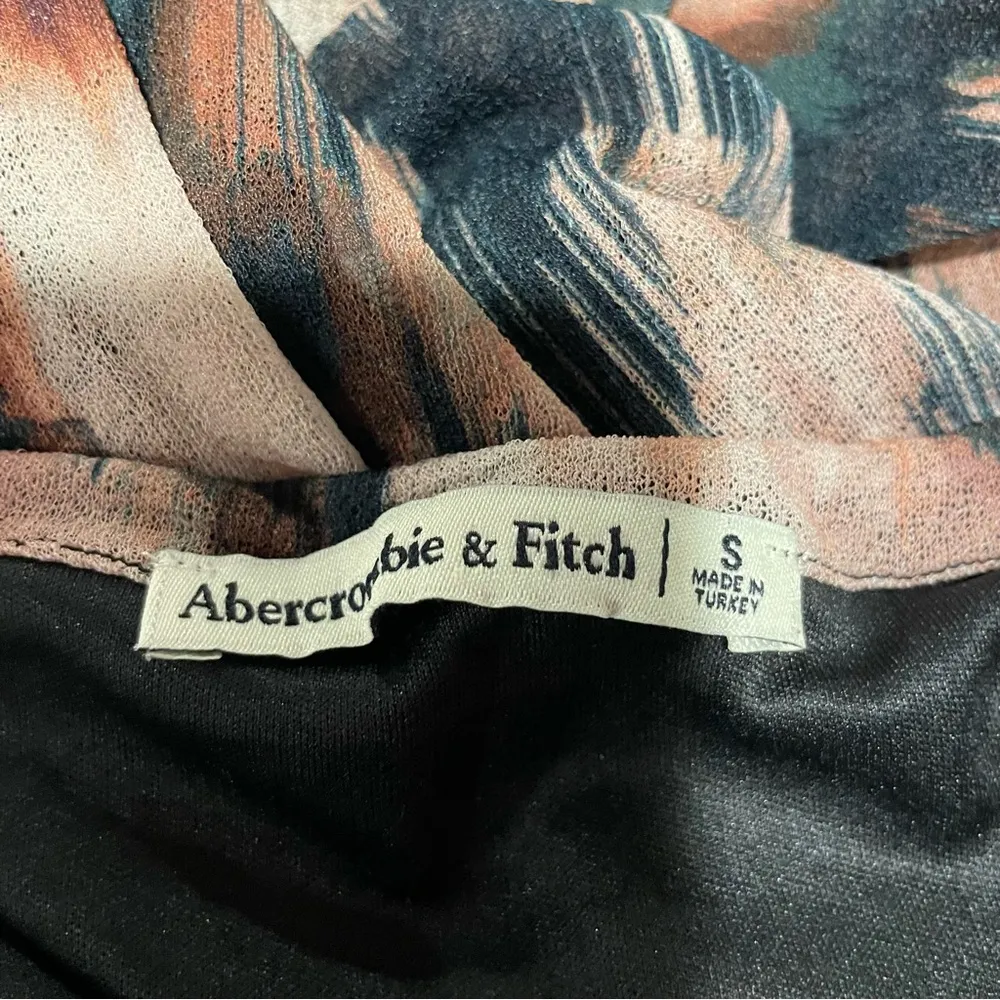 Abercrombie & Fitch | S
MADE IN
TURKEY